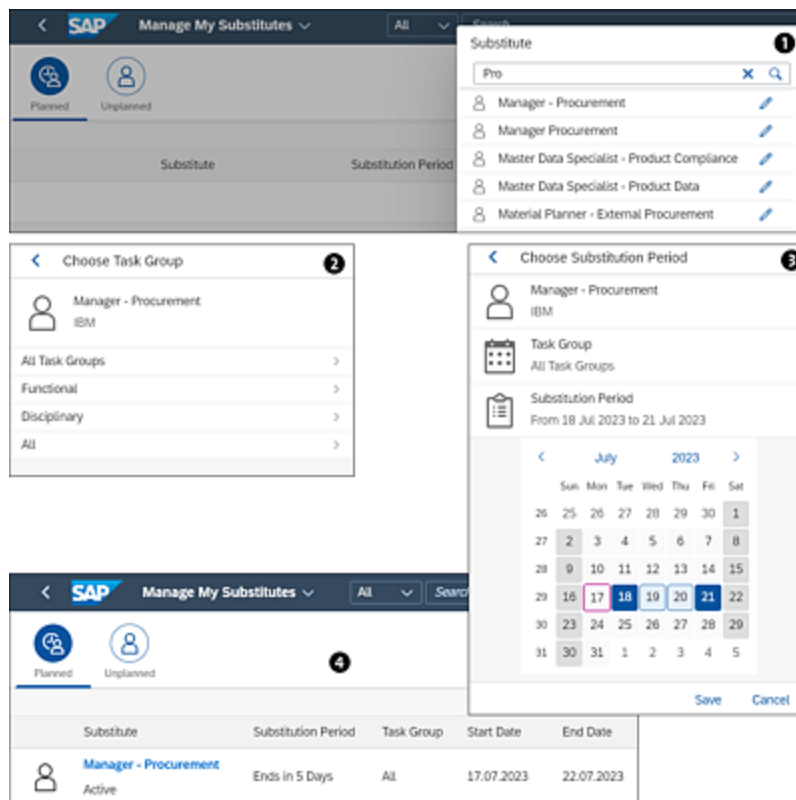 SAP Manage My Substitutes All Search
Planned Unplanned
Substitute Substitution Period
Substitute 1
Pro
Manager - Procurement
Manager Procurement
Master Data Specialist - Product Compliance
Master Data Specialist - Product Data
Material Planner - External Procurement
Choose Task Group 2
Manager - Procurement
IBM
All Task Groups
Functional
Disciplinary
All
Choose Substitution Period 3
Manager - Procurement
IBM
Task Group
All Task Groups
Substitution Period
From 18 Jul 2023 to 21 Jul 2023
July 2023
Sun Mon Tue Wed Thu Fri Sat
26 25 26 27 28 29 30 1
27 2 3 4 5 6 7 8
28 9 10 11 12 13 14 15
29 16 17 18 19 20 21 22
30 23 24 25 26 27 28 29
31 30 31 1 2 3 4 5
Save Cancel
SAP Manage My Substitutes All Search
Planned Unplanned 4
Substitute Substitution Period Task Group Start Date End Date
Manager - Procurement
Active Ends in 5 Days All 17.07.2023 22.07.2023